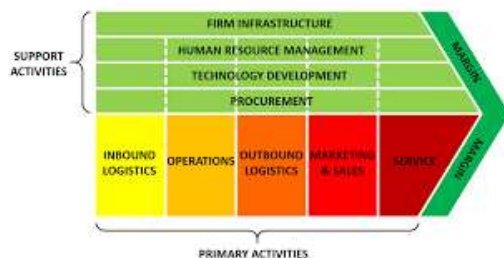 FIRM INFRASTRUCTURE
HUMAN RESOURCE MANAGEMENT
SUPPORT
ACTIVITIES
TECHNOLOGY DEVELOPMENT
PROCUREMENT
MARGIN
INBOUND
LOGISTICS
OPERATIONS
OUTBOUND
LOGISTICS
MARKETING
& SALES
SERVICE
MARGIN
PRIMARY ACTIVITIES